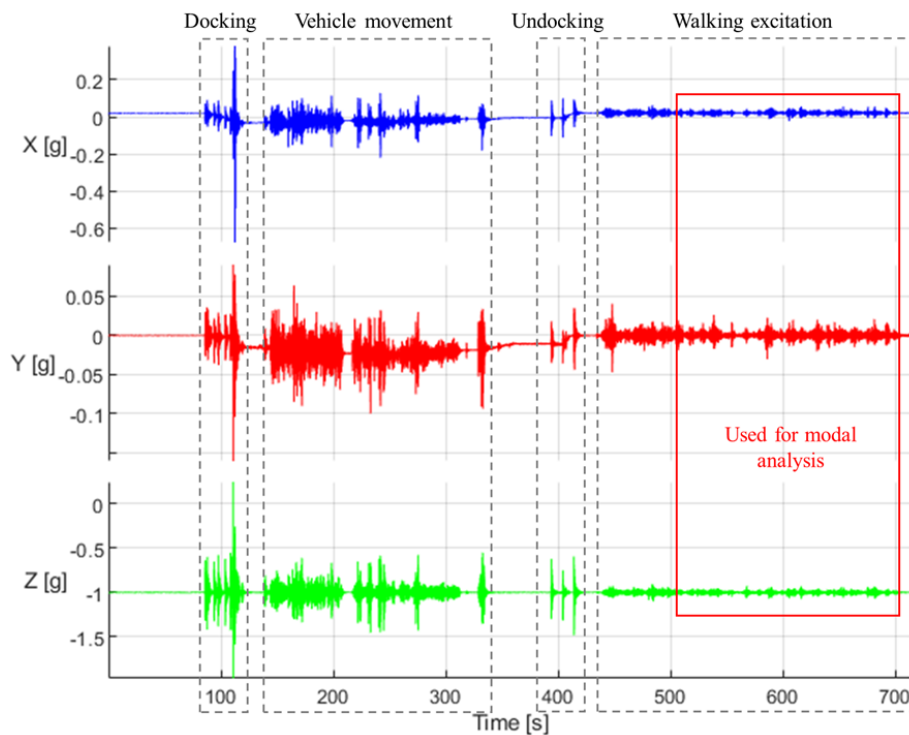 Docking Vehicle movement Undocking Walking excitation
0.2
0
X [g]
-0.2
-0.4
-0.6
0.05
0
Y [g]
-0.05
-0.1
Used for modal
analysis
0
-0.5
Z [g]
-1
-1.5
100 200 300 400 500 600 700
Time [s]